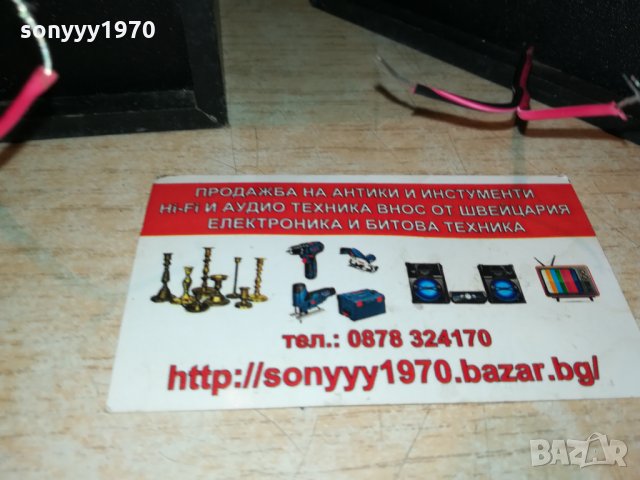 sonyyy1970
sonyyy1970
ПРОДАЖБА НА АНТИКИ И ИНСТУМЕНТИ
Hi-Fi И АУДИО ТЕХНИКА ВНОС ОТ ШВЕЙЦАРИЯ
ЕЛЕКТРОНИКА И БИТОВА ТЕХНИКА
тел.: 0878 324170
http://sonyyy1970.bazar.bg/
BAZAR